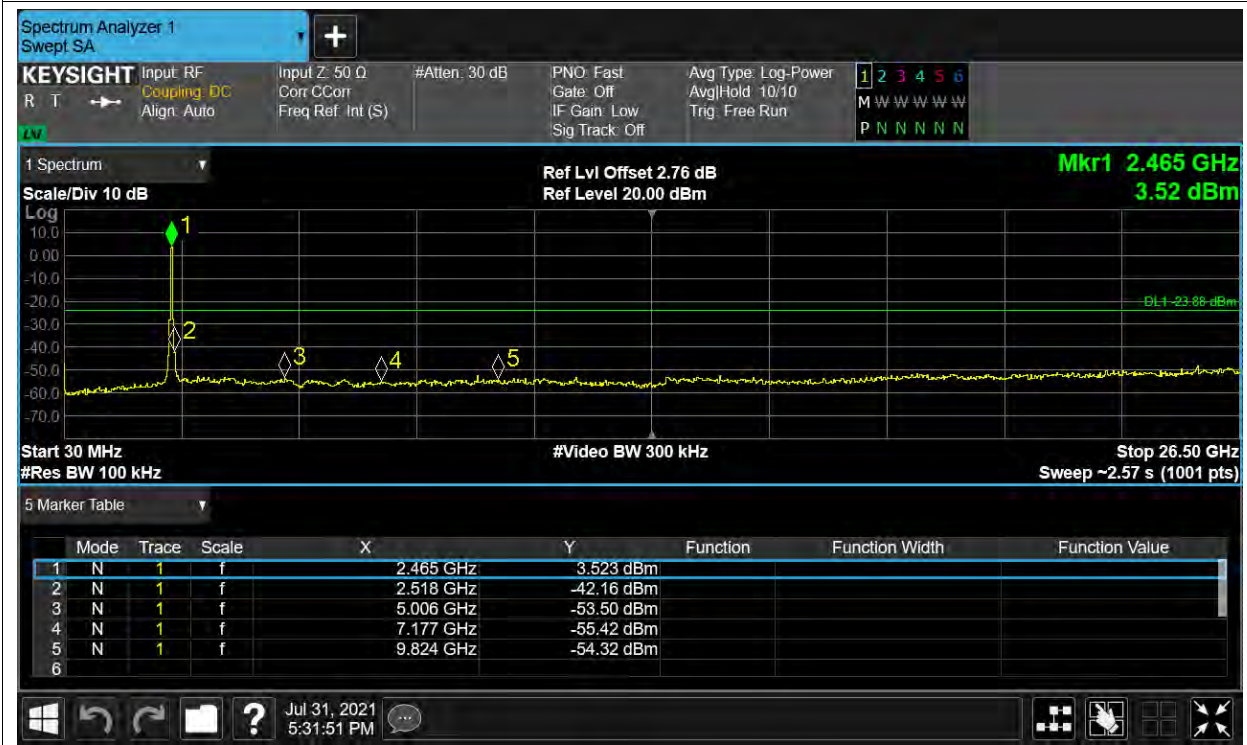 Spectrum Analyzer 1
Swept SA
+
KEYSIGHT Input: RF Input Z: 50 Ω #Atten: 30 dB PNO: Fast Avg Type: Log-Power 1 2 3 4 5 6
R T Coupling: DC Corr CCorr Gate: Off Avg|Hold: 10/10 M W W W W W
Align: Auto Freq Ref: Int (S) IF Gain: Low Trig: Free Run
LV Sig Track: Off P N N N N N
1 Spectrum Ref Lvl Offset 2.76 dB Mkr1 2.465 GHz
Scale/Div 10 dB Ref Level 20.00 dBm 3.52 dBm
Log
10.0 1
0.00
-10.0
-20.0 DL1 -23.88 dBm
-30.0 2
-40.0 3 4 5
-50.0
-60.0
-70.0
Start 30 MHz #Video BW 300 kHz Stop 26.50 GHz
#Res BW 100 kHz Sweep ~2.57 s (1001 pts)
5 Marker Table
Mode Trace Scale X Y Function Function Width Function Value
1 N 1 f 2.465 GHz 3.523 dBm
2 N 1 f 2.518 GHz -42.16 dBm
3 N 1 f 5.006 GHz -53.50 dBm
4 N 1 f 7.177 GHz -55.42 dBm
5 N 1 f 9.824 GHz -54.32 dBm
6
? Jul 31, 2021
5:31:51 PM